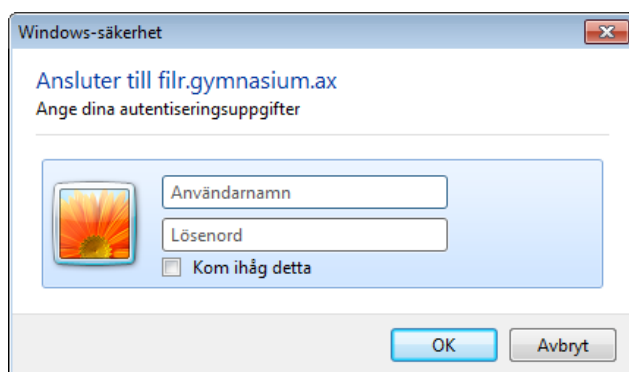 Windows-säkerhet
Ansluter till filr.gymnasium.ax
Ange dina autentiseringsuppgifter
Användarnamn
Lösenord
Kom ihåg detta
OK Avbryt